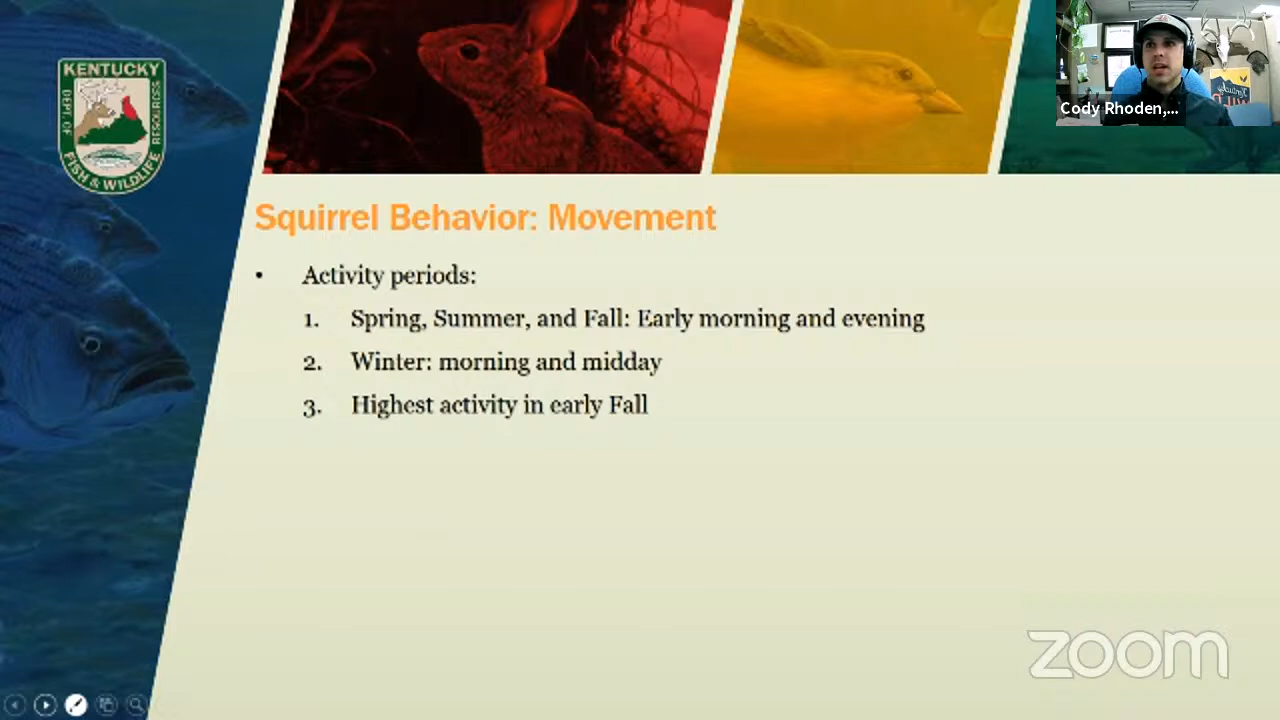 KENTUCKY
DEPT. OF
RESOURCES
FISH & WILDLIFE
Cody Rhoden,...
Squirrel Behavior: Movement
• Activity periods:
1. Spring, Summer, and Fall: Early morning and evening
2. Winter: morning and midday
3. Highest activity in early Fall
zoom